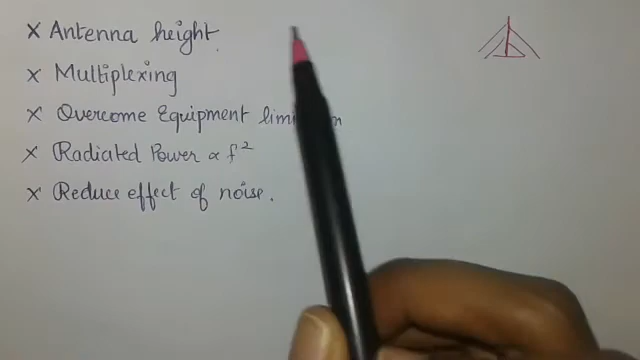 x Antenna height.
x Multiplexing
x Overcome Equipment
x Radiated Power ∝ f²
x Reduce effect of noise.